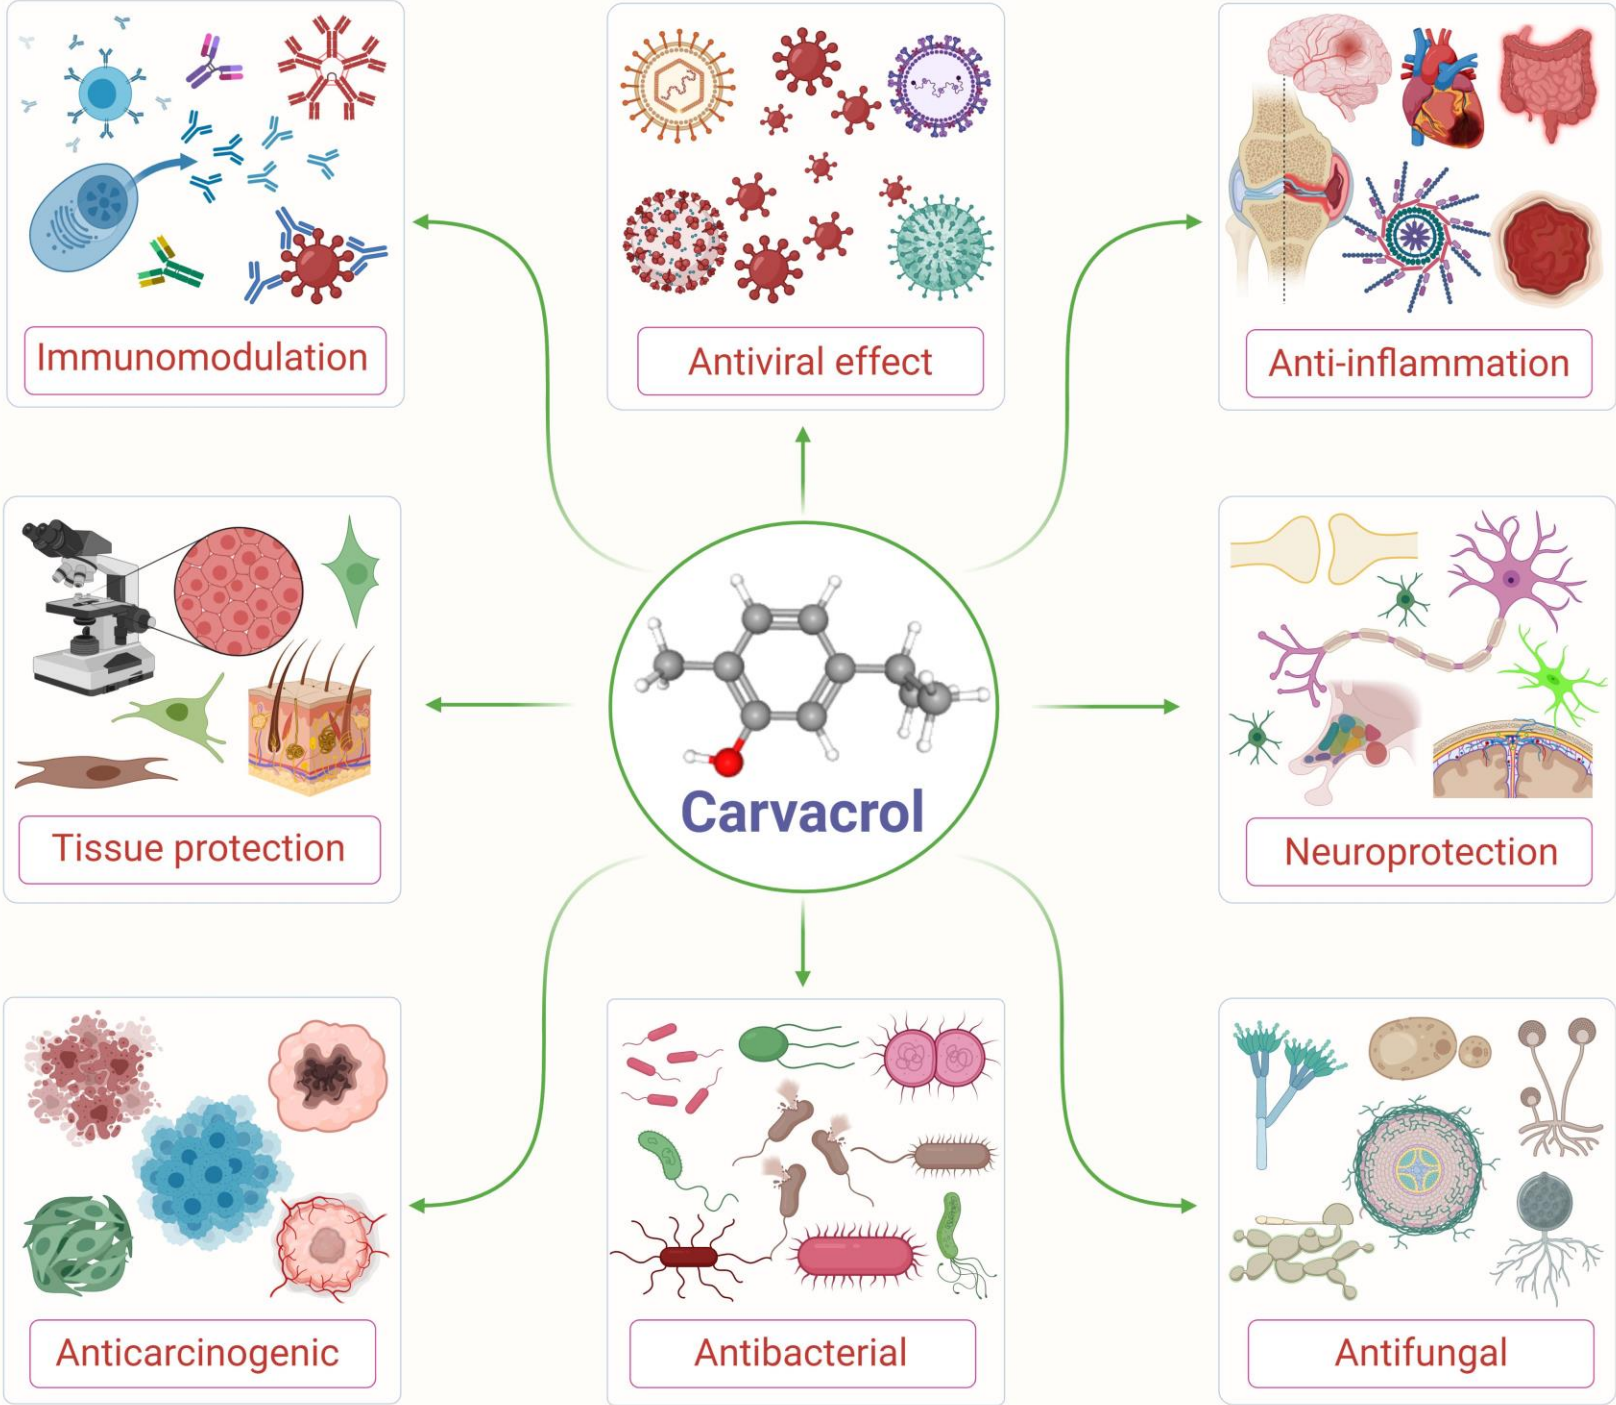 Immunomodulation
Antiviral effect
Anti-inflammation
Tissue protection
Carvacrol
Neuroprotection
Anticarcinogenic
Antibacterial
Antifungal